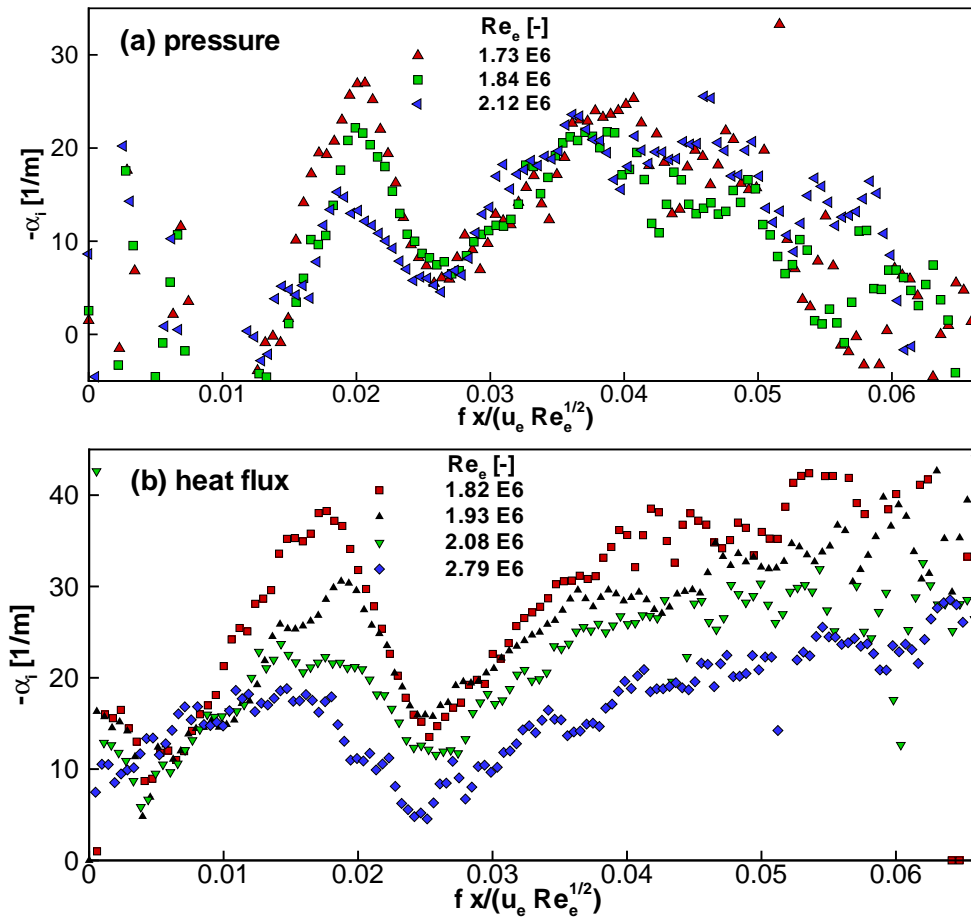 (a) pressure
Re_e [-]
1.73 E6
1.84 E6
2.12 E6
-α_i [1/m]
30
20
10
0
0 0.01 0.02 0.03 0.04 0.05 0.06
f x/(u_e Re_e^1/2)
(b) heat flux
Re_e [-]
1.82 E6
1.93 E6
2.08 E6
2.79 E6
-α_i [1/m]
40
30
20
10
0
0 0.01 0.02 0.03 0.04 0.05 0.06
f x/(u_e Re_e^1/2)